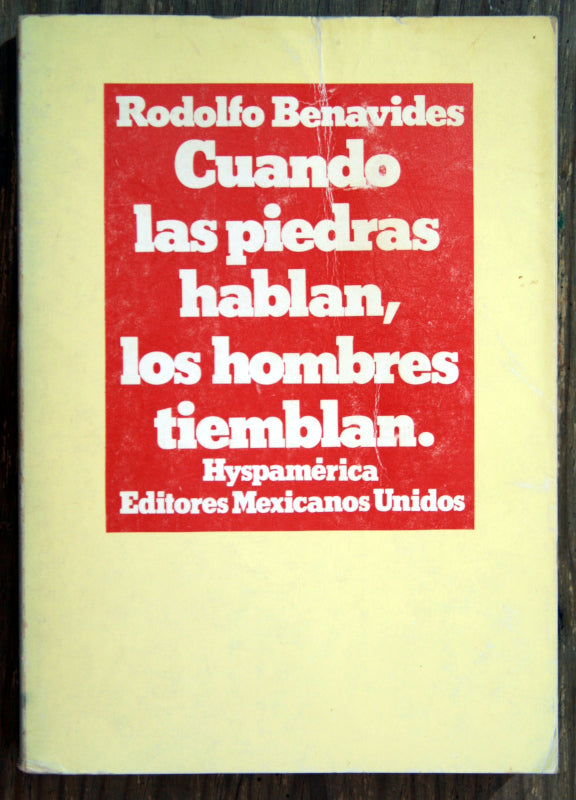 Rodolfo Benavides
Cuando
las piedras
hablan,
los hombres
tiemblan.
Hyspamérica
Editores Mexicanos Unidos